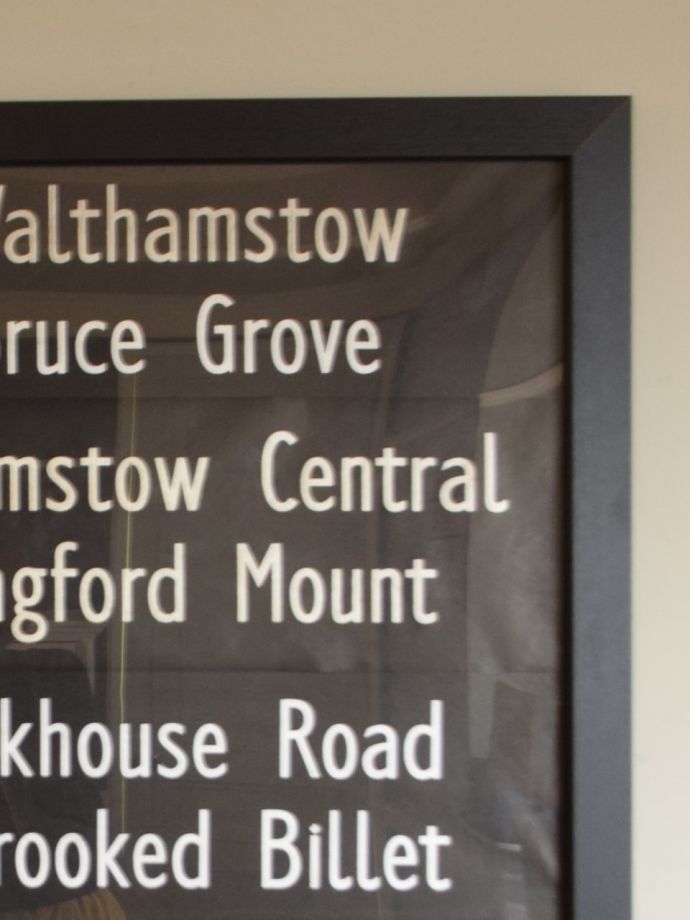 althamstow
ruce Grove
mstow Central
gford Mount
khouse Road
rooked Billet